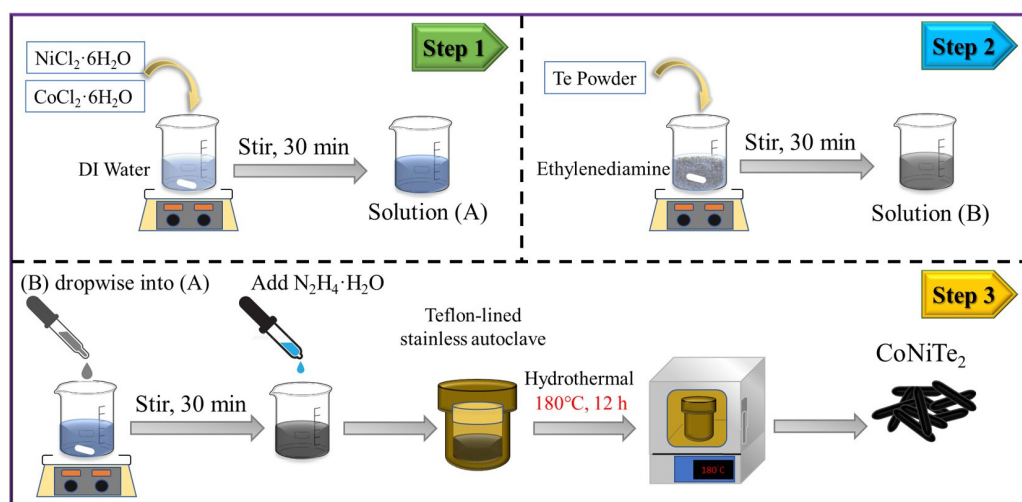 Step 1
NiCl₂·6H₂O
CoCl₂·6H₂O
DI Water
Stir, 30 min
Solution (A)
Step 2
Te Powder
Ethylenediamine
Stir, 30 min
Solution (B)
Step 3
(B) dropwise into (A)
Stir, 30 min
Add N₂H₄·H₂O
Teflon-lined
stainless autoclave
Hydrothermal
180℃, 12 h
180℃
CoNiTe₂